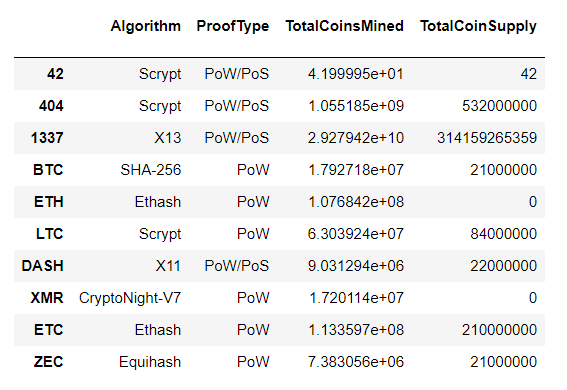 Algorithm ProofType TotalCoinsMined TotalCoinSupply
42 Scrypt PoW/PoS 4.199995e+01 42
404 Scrypt PoW/PoS 1.055185e+09 532000000
1337 X13 PoW/PoS 2.927942e+10 314159265359
BTC SHA-256 PoW 1.792718e+07 21000000
ETH Ethash PoW 1.076842e+08 0
LTC Scrypt PoW 6.303924e+07 84000000
DASH X11 PoW/PoS 9.031294e+06 22000000
XMR CryptoNight-V7 PoW 1.720114e+07 0
ETC Ethash PoW 1.133597e+08 210000000
ZEC Equihash PoW 7.383056e+06 21000000